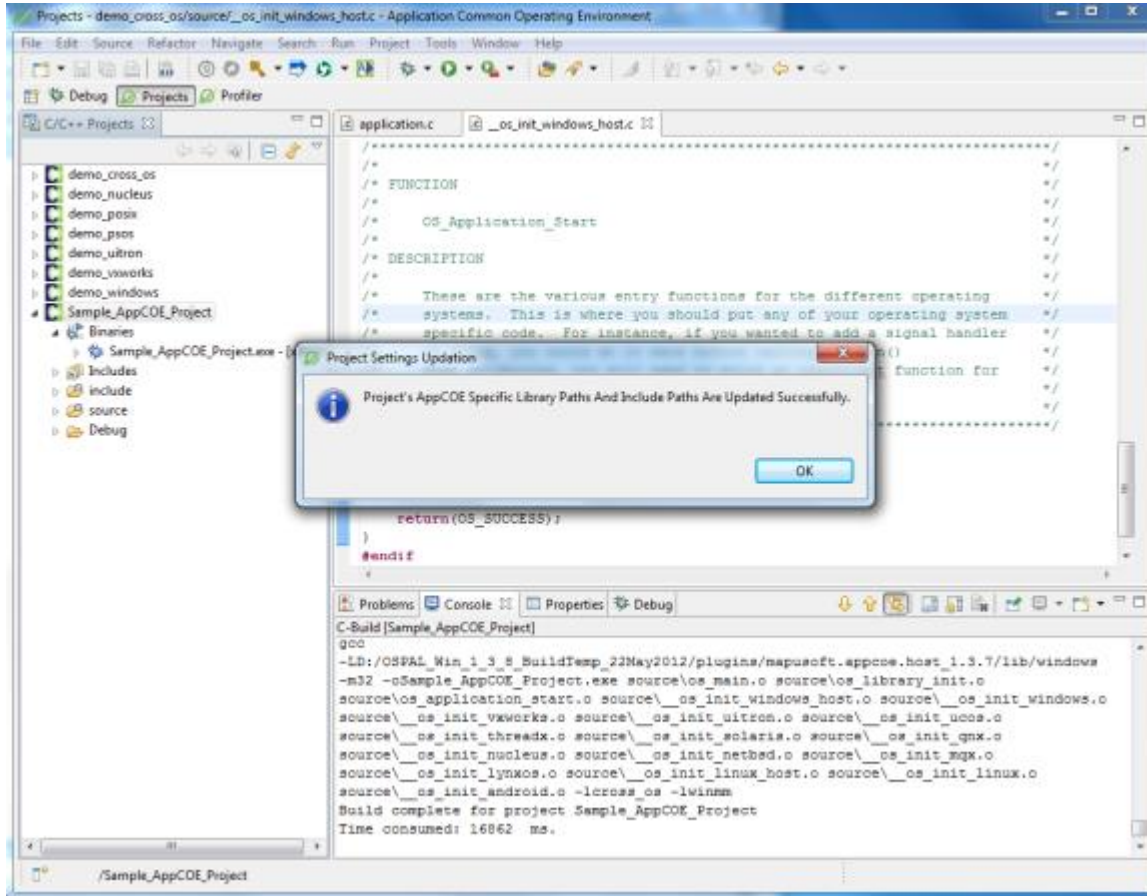 Projects - demo_cross_os/source/__os_init_windows_host.c - Application Common Operating Environment
File Edit Source Refactor Navigate Search Run Project Tools Window Help
Debug Projects Profiler
C/C++ Projects
application.c __os_init_windows_host.c
demo_cross_os
demo_nucleus
demo_posix
demo_psos
demo_uitron
demo_vxworks
demo_windows
Sample_AppCOE_Project
Binaries
Sample_AppCOE_Project.exe - [
Includes
include
source
Debug
/***************************************************************************/
/* */
/* FUNCTION */
/* */
/* OS_Application_Start */
/* */
/* DESCRIPTION */
/* */
/* These are the various entry functions for the different operating */
/* systems. This is where you should put any of your operating system */
/* specific code. For instance, if you wanted to add a signal handler */
() */
function for */
*/
*/
*/
Project Settings Updation
Project's AppCOE Specific Library Paths And Include Paths Are Updated Successfully.
OK
return(OS_SUCCESS);
}
#endif
Problems Console Properties Debug
C-Build [Sample_AppCOE_Project]
gcc
-LD:/OSPAL_Win_1_3_8_BuildTemp_22May2012/plugins/mapusoft.appcoe.host_1.3.7/lib/windows
-m32 -oSample_AppCOE_Project.exe source\os_main.o source\os_library_init.o
source\os_application_start.o source\__os_init_windows_host.o source\__os_init_windows.o
source\__os_init_vxworks.o source\__os_init_uitron.o source\__os_init_ucos.o
source\__os_init_threadx.o source\__os_init_solaris.o source\__os_init_qnx.o
source\__os_init_nucleus.o source\__os_init_netbsd.o source\__os_init_mqx.o
source\__os_init_lynxos.o source\__os_init_linux_host.o source\__os_init_linux.o
source\__os_init_android.o -lcross_os -lwinmm
Build complete for project Sample_AppCOE_Project
Time consumed: 16862 ms.
/Sample_AppCOE_Project